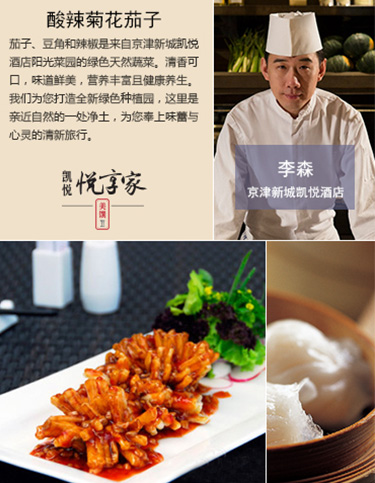 酸辣菊花茄子
茄子、豆角和辣椒是来自京津新城凯悦
酒店阳光菜园的绿色天然蔬菜。清香可
口，味道鲜美，营养丰富且健康养生。
我们为您打造全新绿色种植园，这里是
亲近自然的一处净土，为您奉上味蕾与
心灵的清新旅行。
凯悦
悦享家
美馔
李森
京津新城凯悦酒店